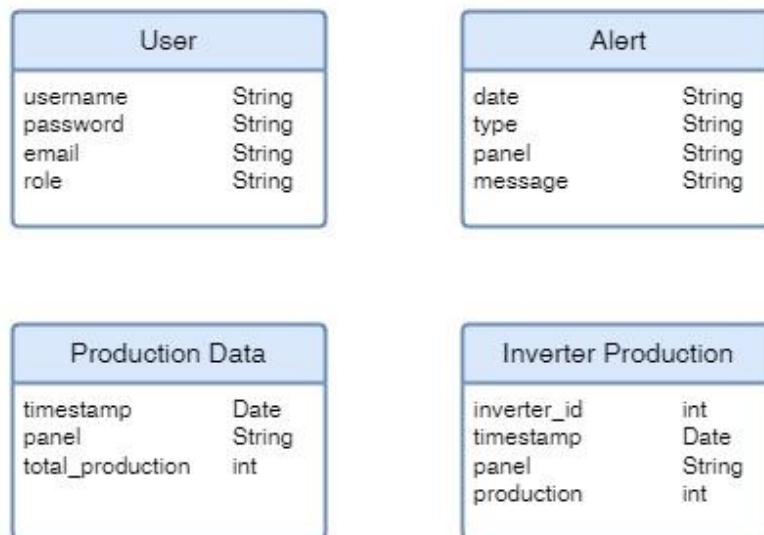 User
username String
password String
email String
role String
Alert
date String
type String
panel String
message String
Production Data
timestamp Date
panel String
total_production int
Inverter Production
inverter_id int
timestamp Date
panel String
production int